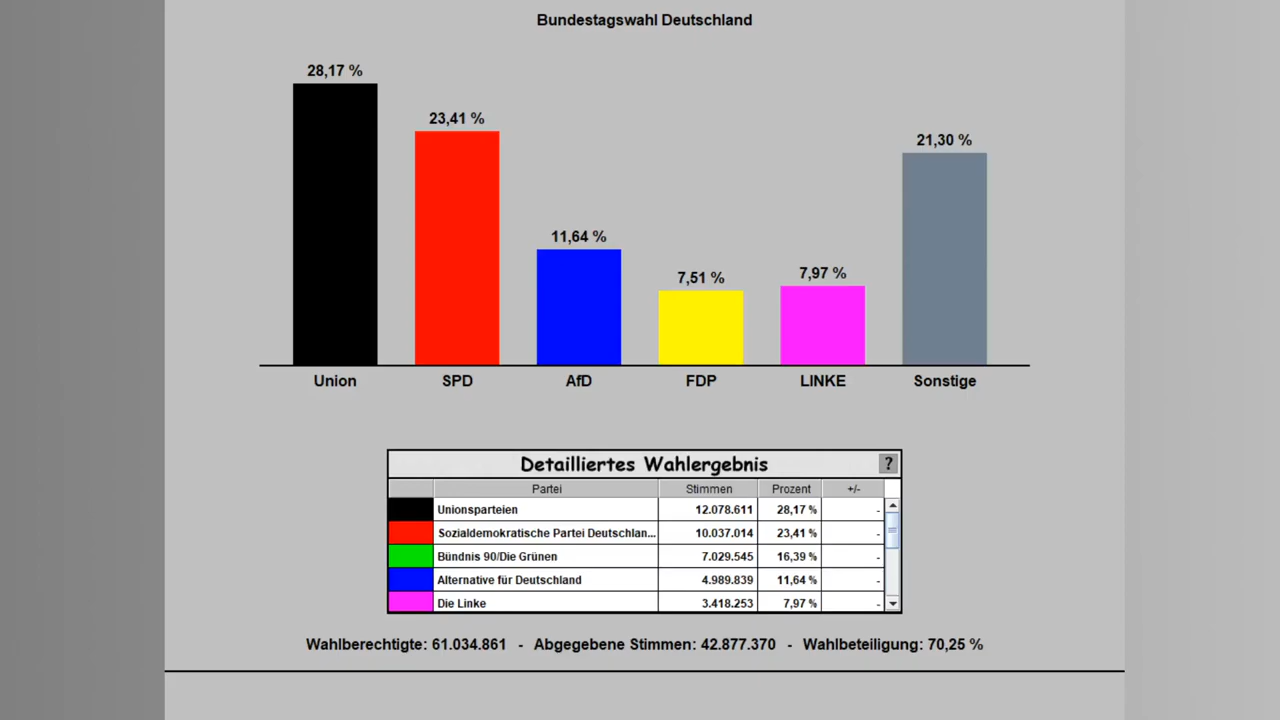 Bundestagswahl Deutschland
28,17 %
23,41 %
11,64 %
7,51 %
7,97 %
21,30 %
Union SPD AfD FDP LINKE Sonstige
Detailliertes Wahlergebnis ?
Partei Stimmen Prozent +/-
Unionsparteien 12.078.611 28,17 % -
Sozialdemokratische Partei Deutschlan... 10.037.014 23,41 % -
Bündnis 90/Die Grünen 7.029.545 16,39 % -
Alternative für Deutschland 4.989.839 11,64 % -
Die Linke 3.418.253 7,97 % -
Wahlberechtigte: 61.034.861 - Abgegebene Stimmen: 42.877.370 - Wahlbeteiligung: 70,25 %